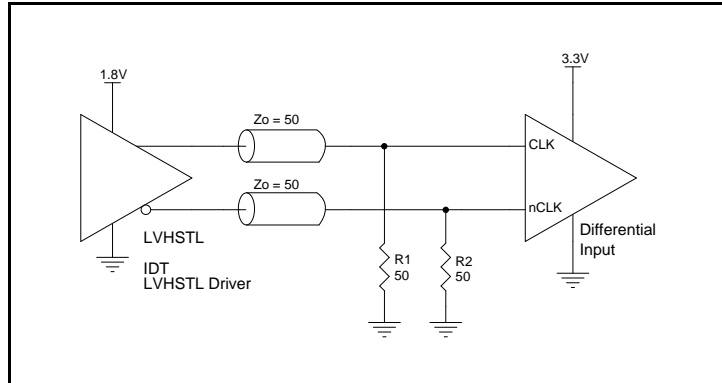 1.8V
3.3V
Zo = 50
CLK
Zo = 50
nCLK
LVHSTL
IDT
LVHSTL Driver
R1
50
R2
50
Differential
Input